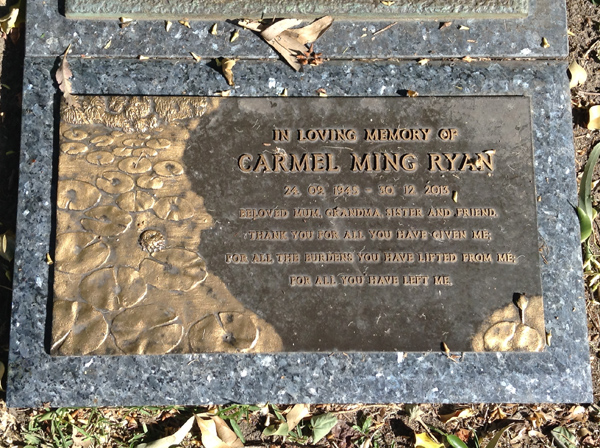 IN LOVING MEMORY OF
CARMEL MING RYAN
24. 09. 1945 - 30. 12. 2013
BELOVED MUM, GRANDMA, SISTER AND FRIEND.
THANK YOU FOR ALL YOU HAVE GIVEN ME,
FOR ALL THE BURDENS YOU HAVE LIFTED FROM ME,
FOR ALL YOU HAVE LEFT ME.